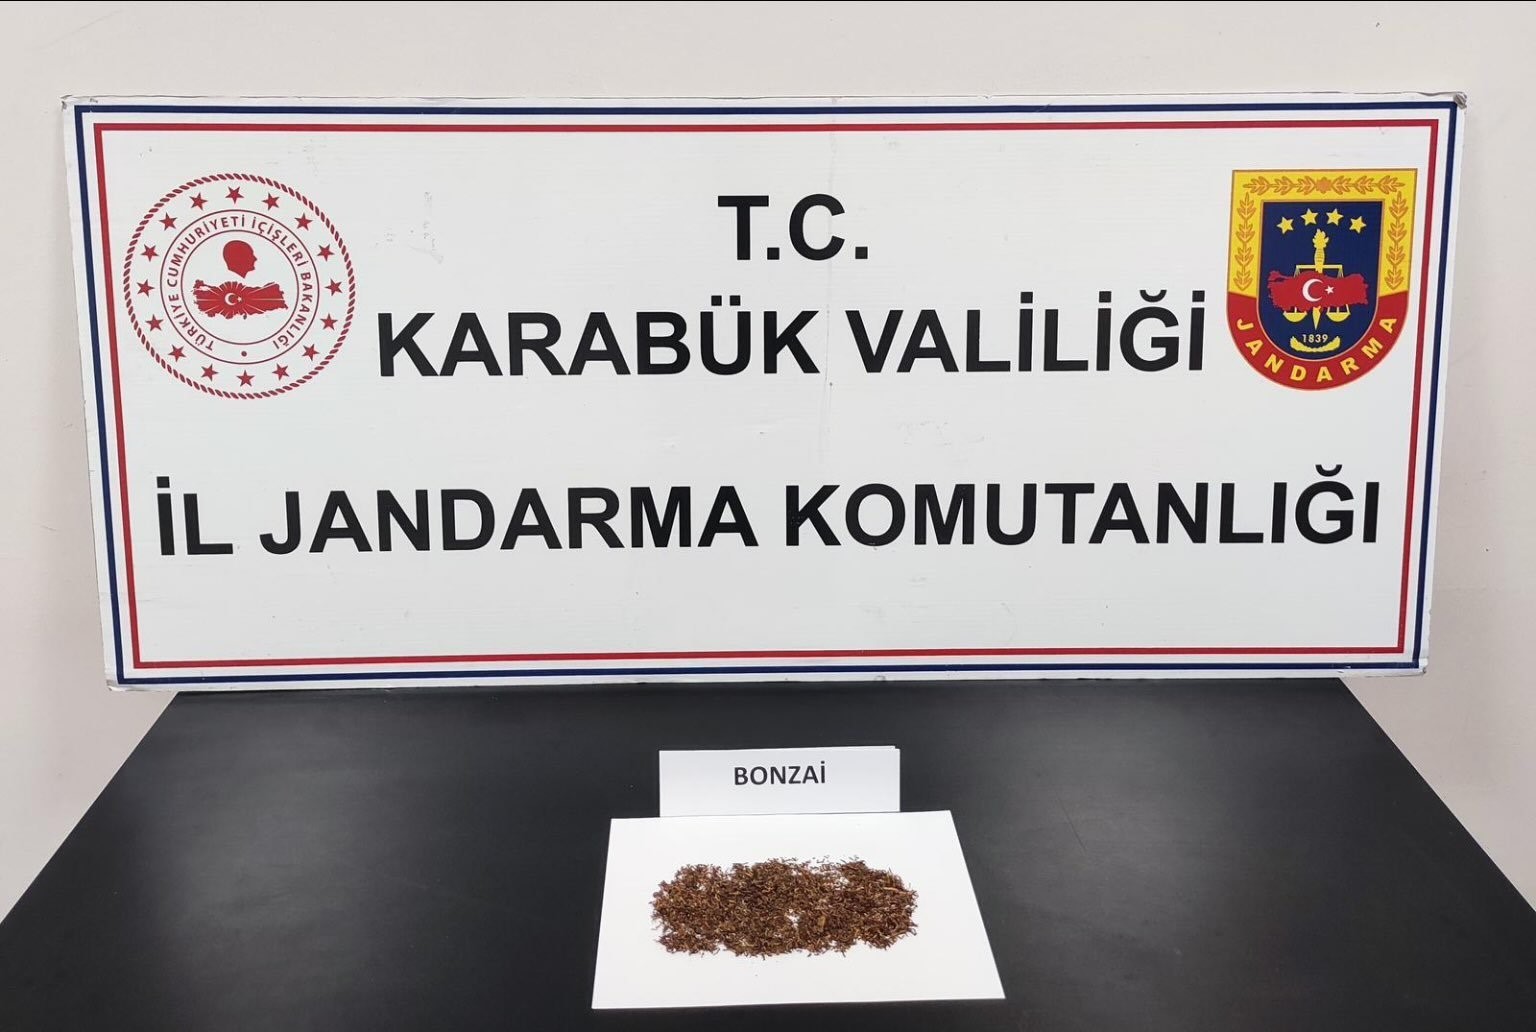 T.C.
KARABÜK VALİLİĞİ
İL JANDARMA KOMUTANLIĞI
TÜRKİYE CUMHURİYETİ İÇİŞLERİ BAKANLIĞI
1839
JANDARMA
BONZAİ